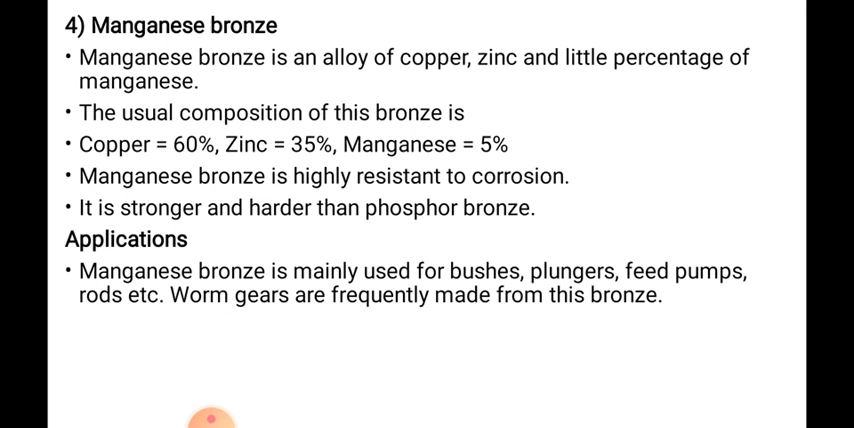 4) Manganese bronze
• Manganese bronze is an alloy of copper, zinc and little percentage of
manganese.
• The usual composition of this bronze is
• Copper = 60%, Zinc = 35%, Manganese = 5%
• Manganese bronze is highly resistant to corrosion.
• It is stronger and harder than phosphor bronze.
Applications
• Manganese bronze is mainly used for bushes, plungers, feed pumps,
rods etc. Worm gears are frequently made from this bronze.